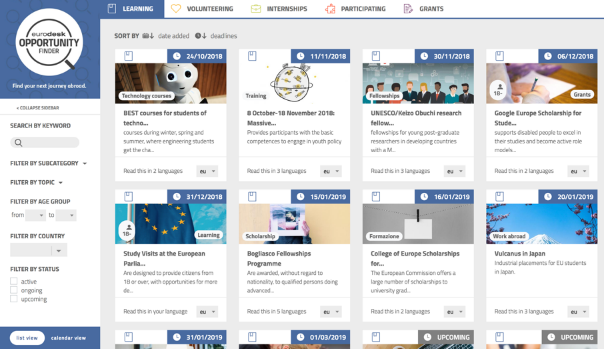 LEARNING
VOLUNTEERING
INTERNSHIPS
PARTICIPATING
GRANTS
eurodesk
OPPORTUNITY
FINDER
Find your next journey abroad.
< COLLAPSE SIDEBAR
SEARCH BY KEYWORD
FILTER BY SUBCATEGORY
FILTER BY TOPIC
FILTER BY AGE GROUP
from to
FILTER BY COUNTRY
FILTER BY STATUS
active
ongoing
upcoming
list view calendar view
SORT BY date added deadlines
24/10/2018
Technology courses
BEST courses for students of
techno...
courses during winter, spring and
summer, where engineering students
get the cha...
Read this in 2 languages eu
11/11/2018
Training
8 October-18 November 2018:
Massive...
Provides participants with the basic
competences to engage in youth policy
Read this in 3 languages eu
30/11/2018
Fellowships
UNESCO/Keizo Obuchi research
fellow...
fellowships for young post-graduate
researchers in developing countries
with a M...
Read this in 3 languages eu
06/12/2018
18-
Grants
Google Europe Scholarship for
Stude...
supports disabled people to excel in
their studies and become active role
models...
Read this in 2 languages eu
31/12/2018
18-
Learning
Study Visits at the European
Parlia...
Are designed to provide citizens from
18 or over, with opportunities for more
do...
Read this in your language eu
15/01/2019
Scholarship
Bogliasco Fellowships
Programme
Are awarded, without regard to
nationality, to qualified persons doing
advanced...
Read this in 5 languages eu
16/01/2019
Formazione
College of Europe Scholarships
for...
The European Commission offers a
large number of scholarships to
university grad...
Read this in 2 languages eu
20/01/2019
Work abroad
Vulcanus in Japan
Industrial placements for EU students
in Japan
Read this in 3 languages eu
31/01/2019
01/03/2019
UPCOMING
UPCOMING